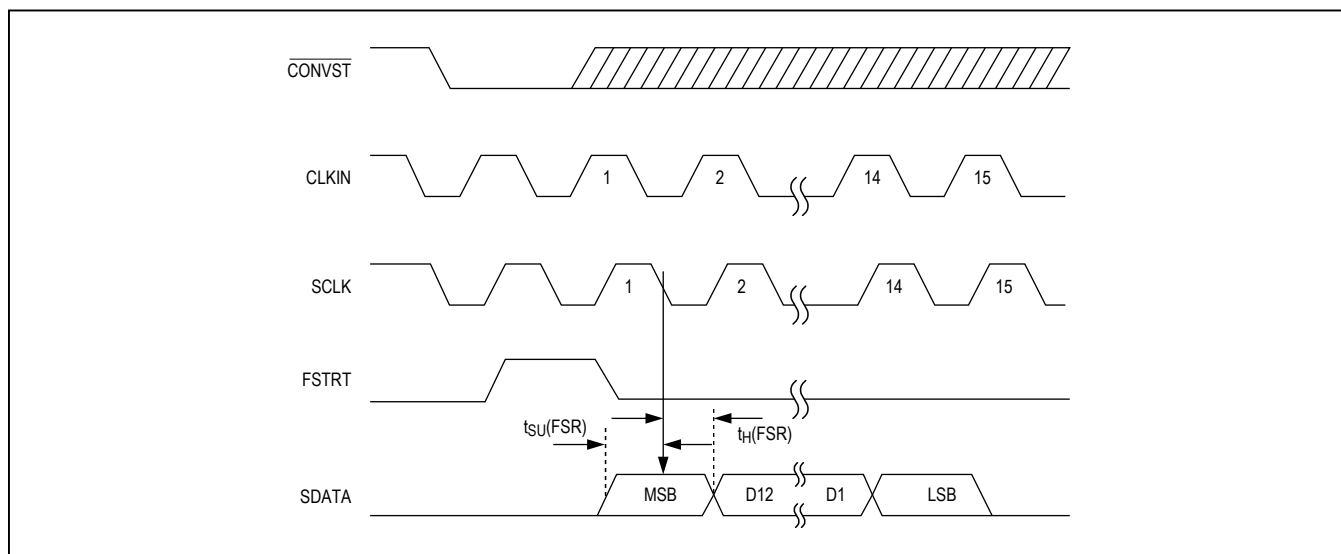 CONVST
CLKIN
1 2 14 15
SCLK
1 2 14 15
FSTRT
tSU(FSR) tH(FSR)
SDATA
MSB D12 D1 LSB